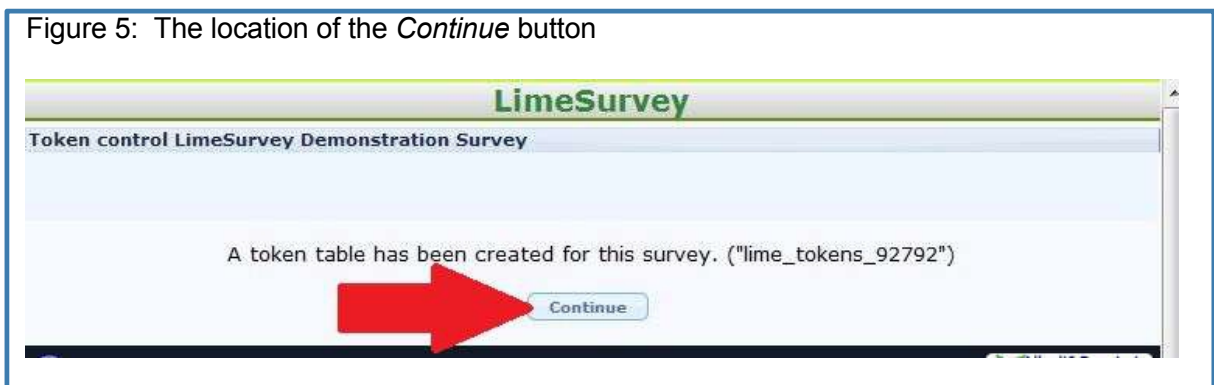 Figure 5:  The location of the Continue button
LimeSurvey
Token control LimeSurvey Demonstration Survey
A token table has been created for this survey. ("lime_tokens_92792")
Continue